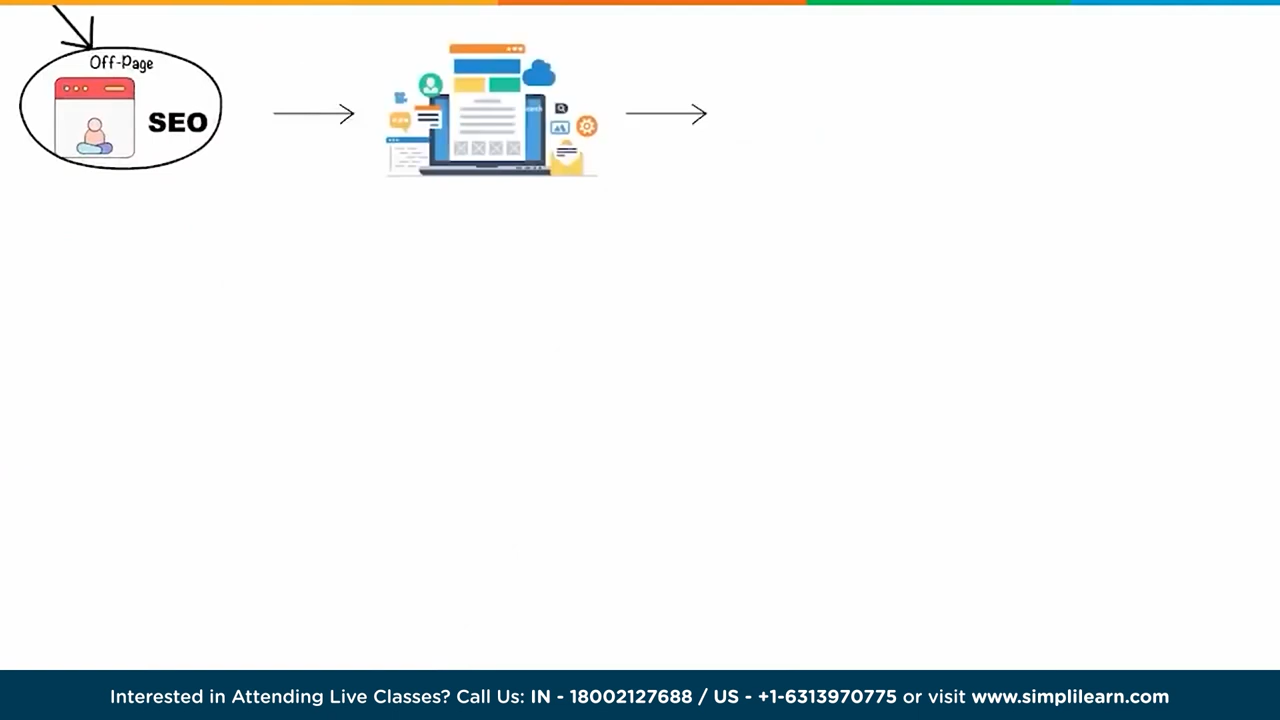 Off-Page
SEO
Interested in Attending Live Classes? Call Us: IN - 18002127688 / US - +1-6313970775 or visit www.simplilearn.com